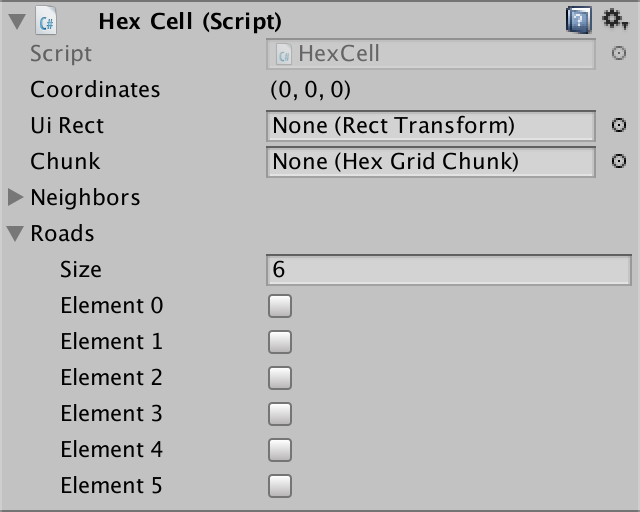 Hex Cell (Script)
Script HexCell
Coordinates (0, 0, 0)
Ui Rect None (Rect Transform)
Chunk None (Hex Grid Chunk)
Neighbors
Roads
Size 6
Element 0
Element 1
Element 2
Element 3
Element 4
Element 5